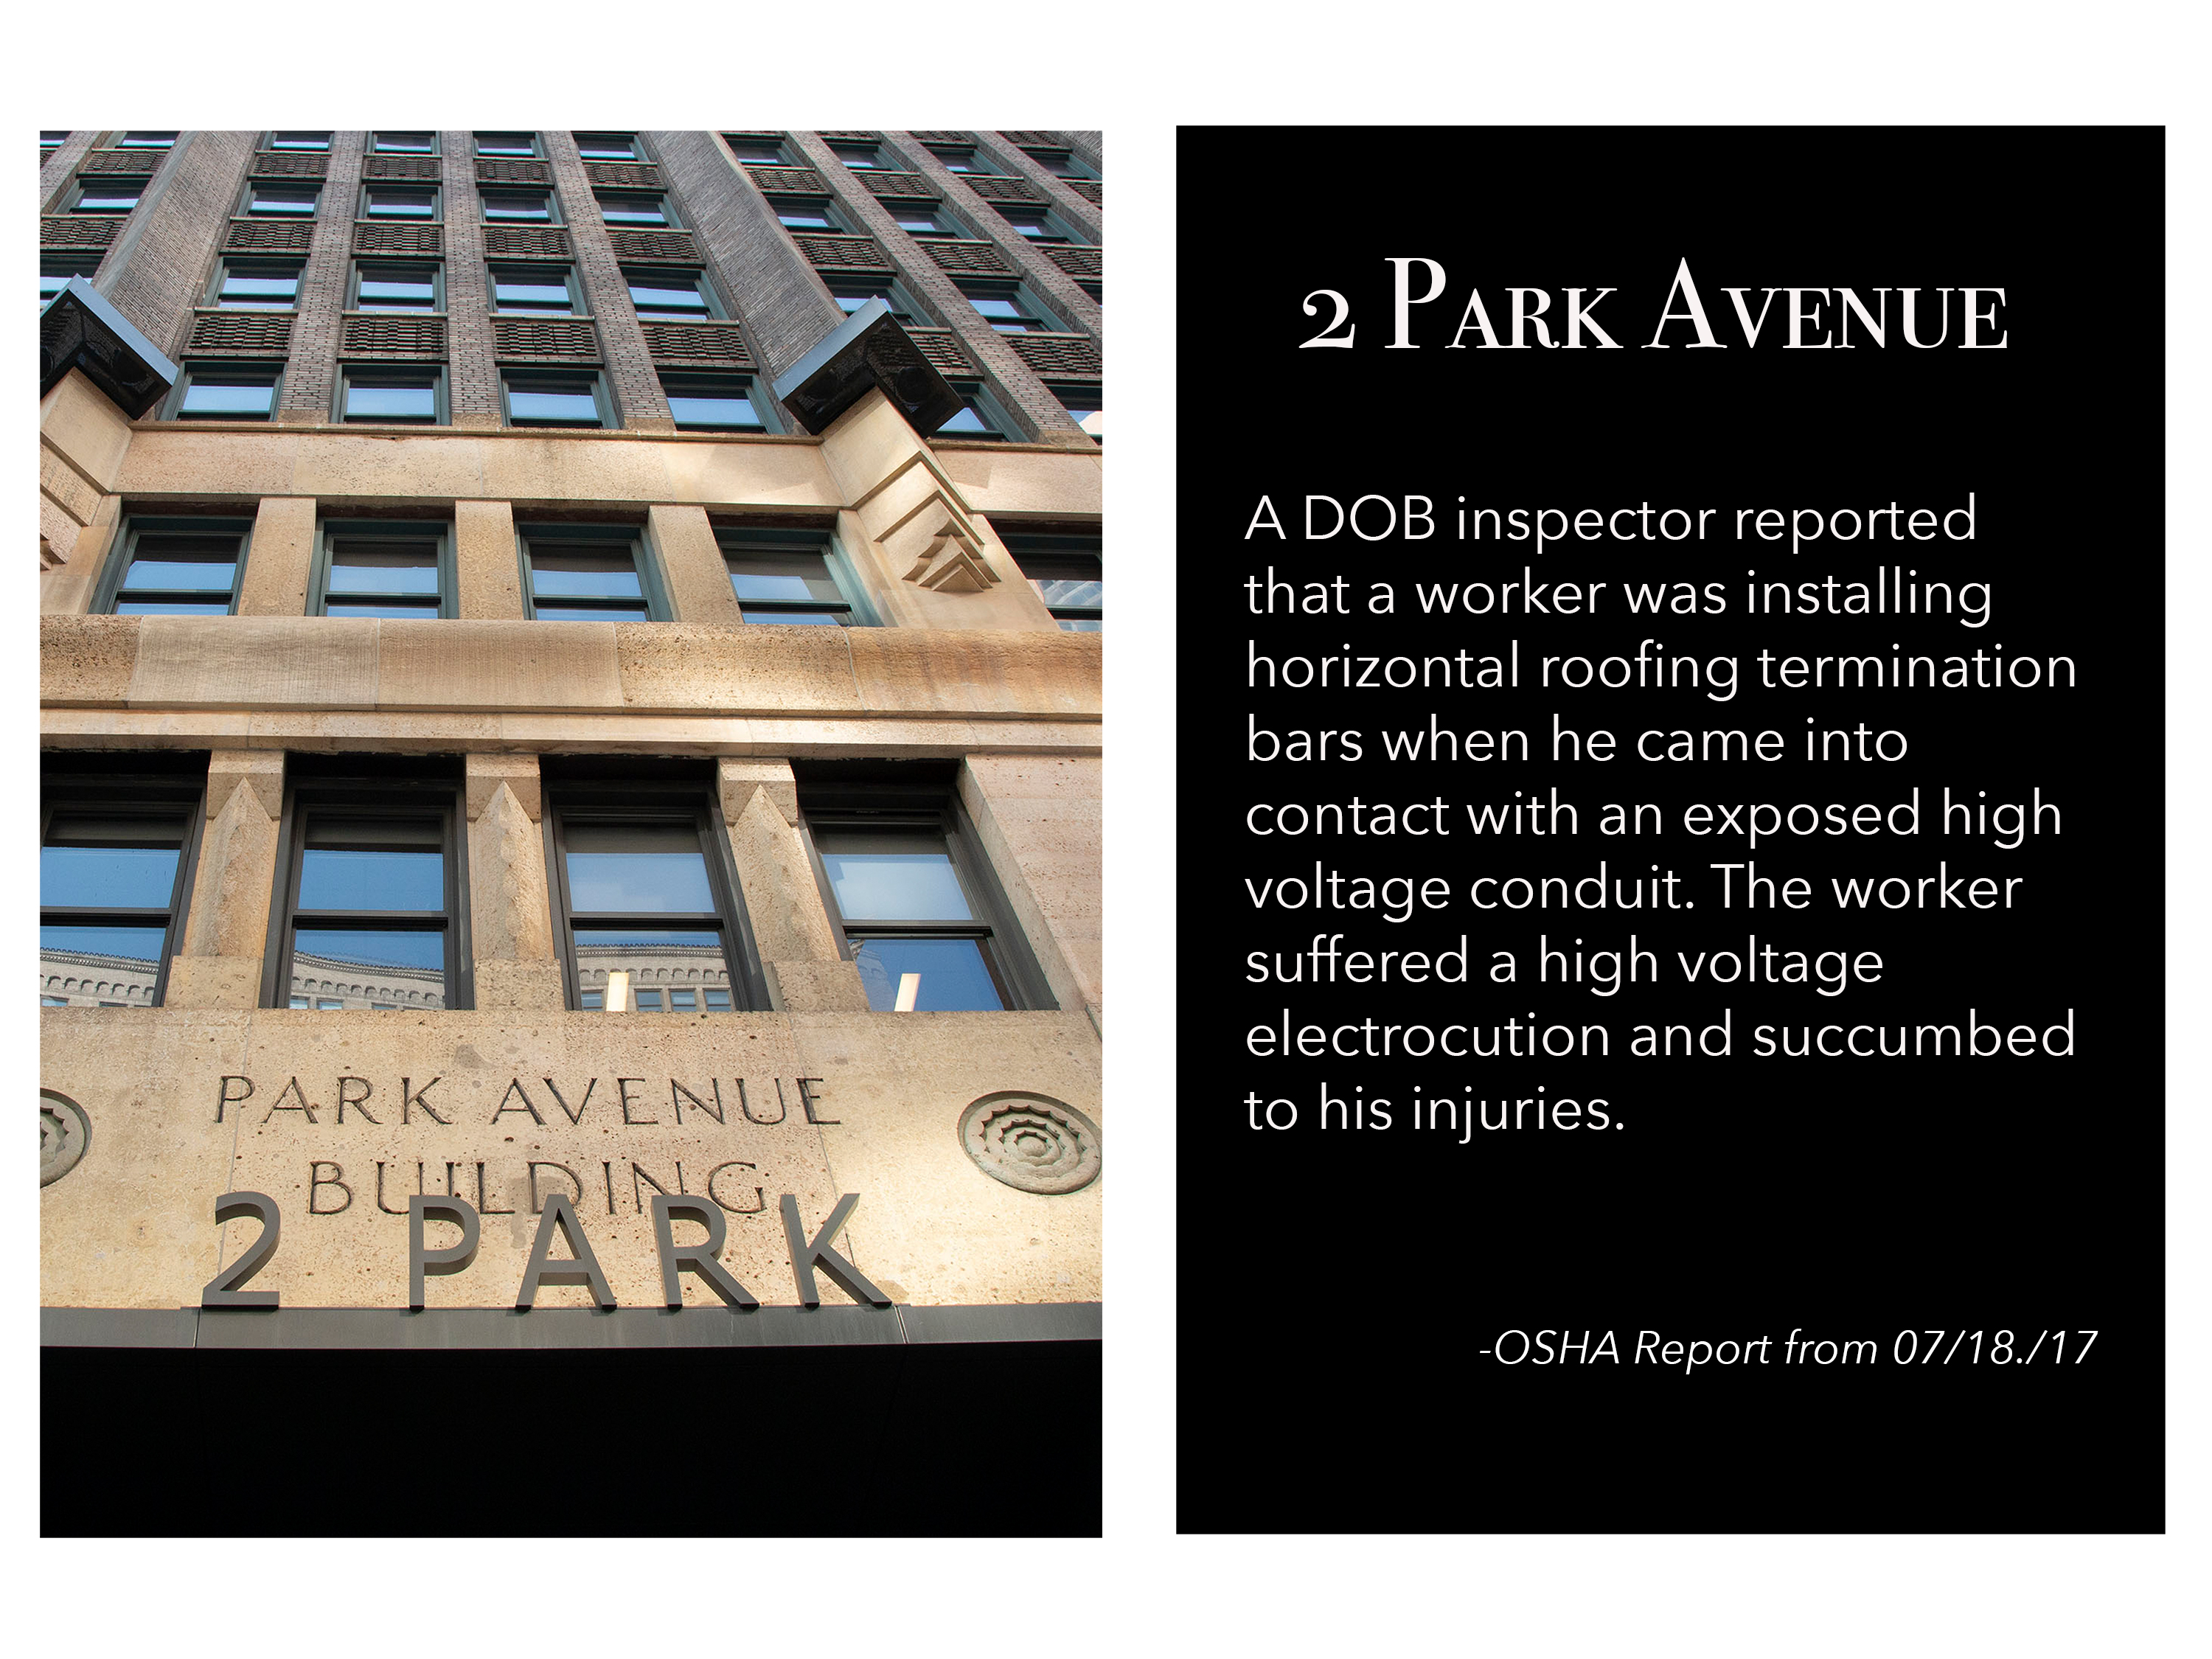 PARK AVENUE
BUILDING
2 PARK
2 PARK AVENUE
A DOB inspector reported
that a worker was installing
horizontal roofing termination
bars when he came into
contact with an exposed high
voltage conduit. The worker
suffered a high voltage
electrocution and succumbed
to his injuries.
-OSHA Report from 07/18./17